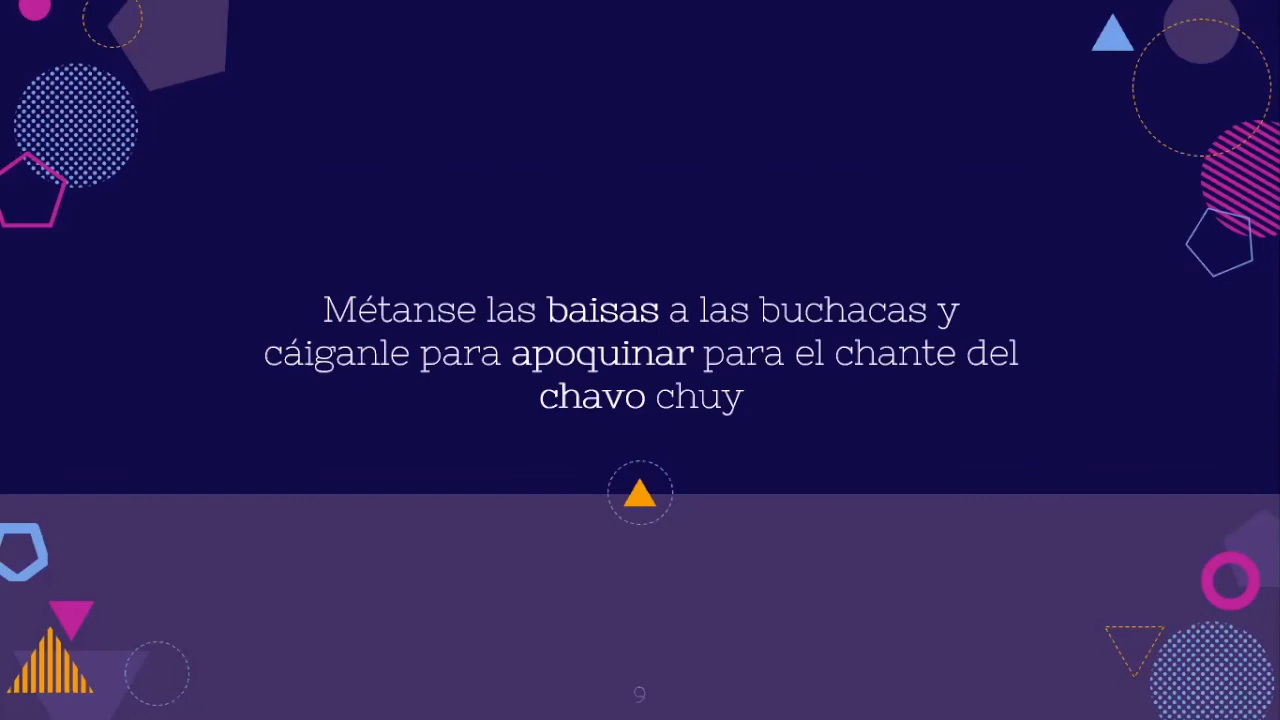 Métanse las baisas a las buchacas y
cáiganle para apoquinar para el chante del
chavo chuy
9